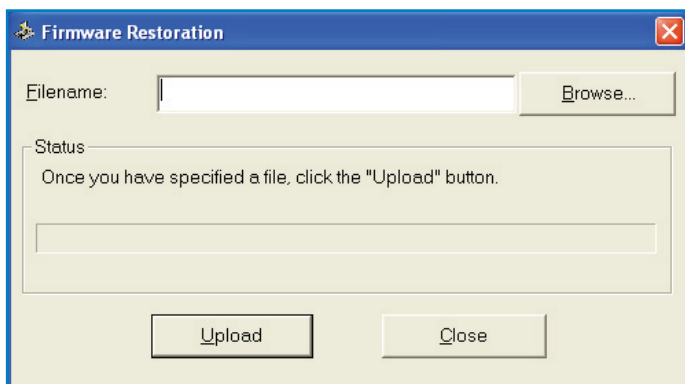 Firmware Restoration
Filename:
Browse...
Status
Once you have specified a file, click the "Upload" button.
Upload
Close